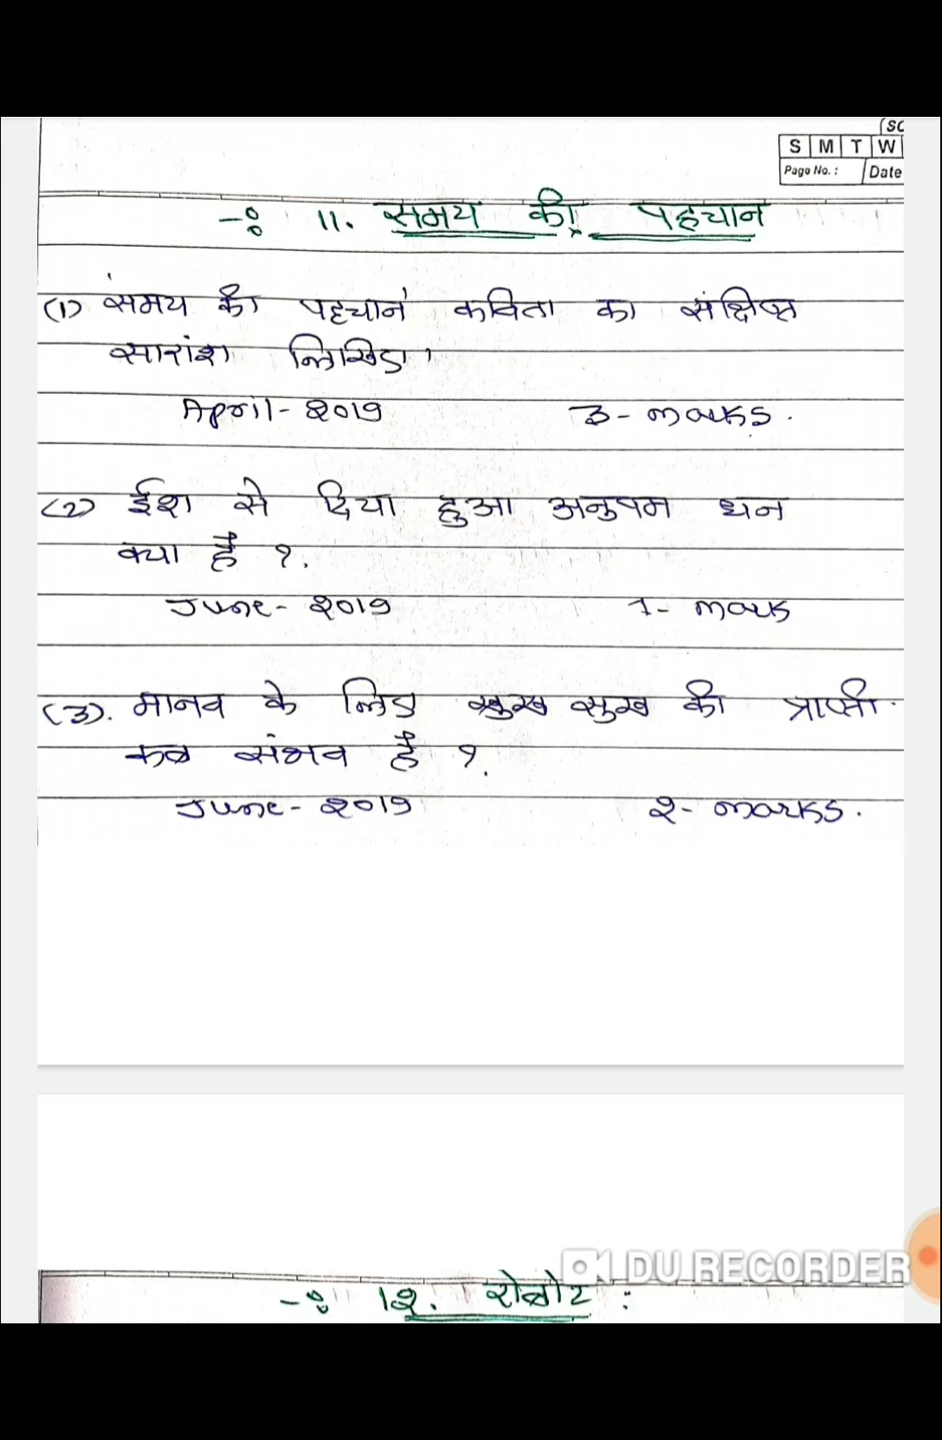 (SC
S M T W
Page No.: Date
-: 11. समय की पहचान
(1) समय की पहचान कविता का संक्षिप्त
सारांश लिखिए।
April-2019 3-marks.
(2) ईश से दिया हुआ अनुपम धन
क्या है ?.
June-2019 1-mark
(3). मानव के लिए सुख की प्राप्ती
कब संभव है ?.
June-2019 2-marks.
DU RECORDER
-: 12. रोबोट :